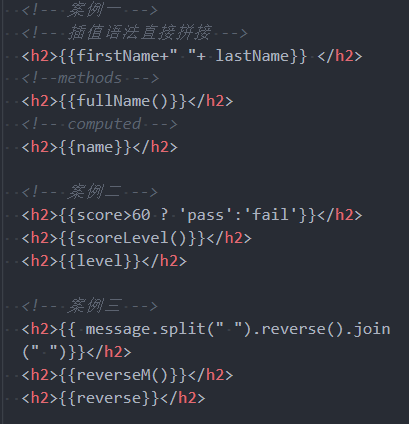 <!-- 案例一 -->
<!-- 插值语法直接拼接 -->
<h2>{{firstName+" "+ lastName}} </h2>
<!--methods -->
<h2>{{fullName()}}</h2>
<!-- computed -->
<h2>{{name}}</h2>
<!-- 案例二 -->
<h2>{{score>60 ? 'pass':'fail'}}</h2>
<h2>{{scoreLevel()}}</h2>
<h2>{{level}}</h2>
<!-- 案例三 -->
<h2>{{ message.split(" ").reverse().join
(" ")}}</h2>
<h2>{{reverseM()}}</h2>
<h2>{{reverse}}</h2>